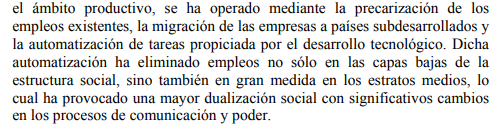 el ámbito productivo, se ha operado mediante la precarización de los
empleos existentes, la migración de las empresas a países subdesarrollados y
la automatización de tareas propiciada por el desarrollo tecnológico. Dicha
automatización ha eliminado empleos no sólo en las capas bajas de la
estructura social, sino también en gran medida en los estratos medios, lo
cual ha provocado una mayor dualización social con significativos cambios
en los procesos de comunicación y poder.